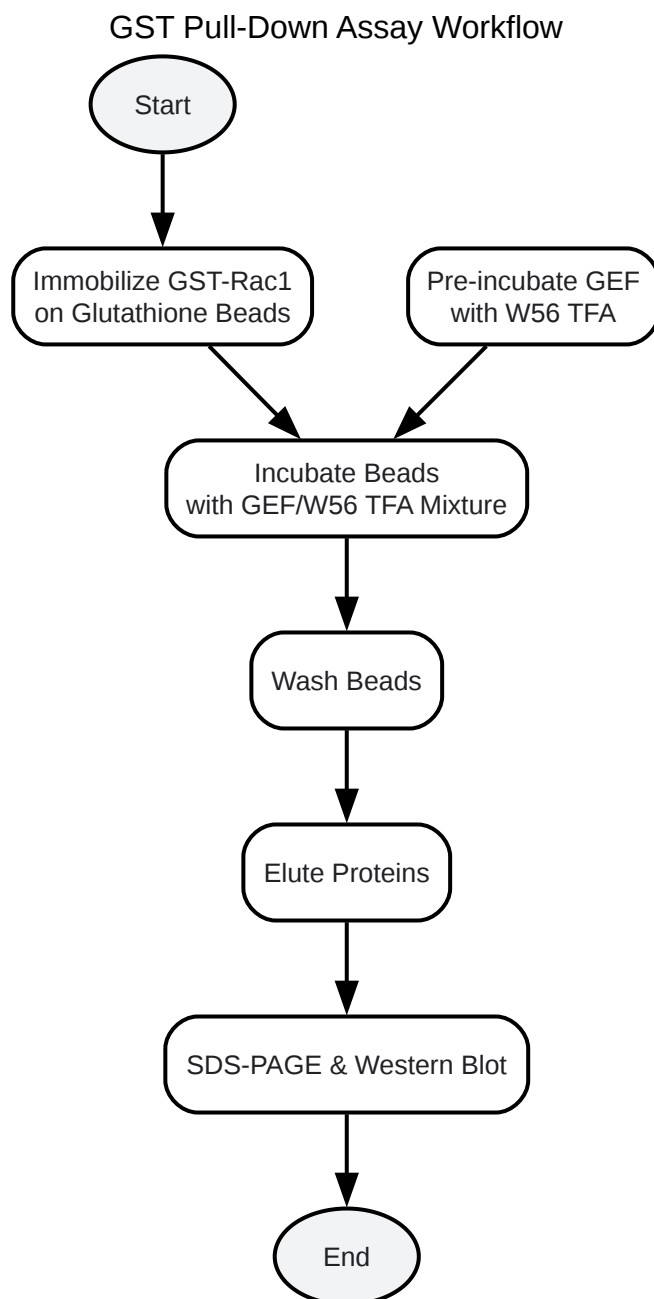 GST Pull-Down Assay Workflow
Start
Immobilize GST-Rac1
on Glutathione Beads
Pre-incubate GEF
with W56 TFA
Incubate Beads
with GEF/W56 TFA Mixture
Wash Beads
Elute Proteins
SDS-PAGE & Western Blot
End